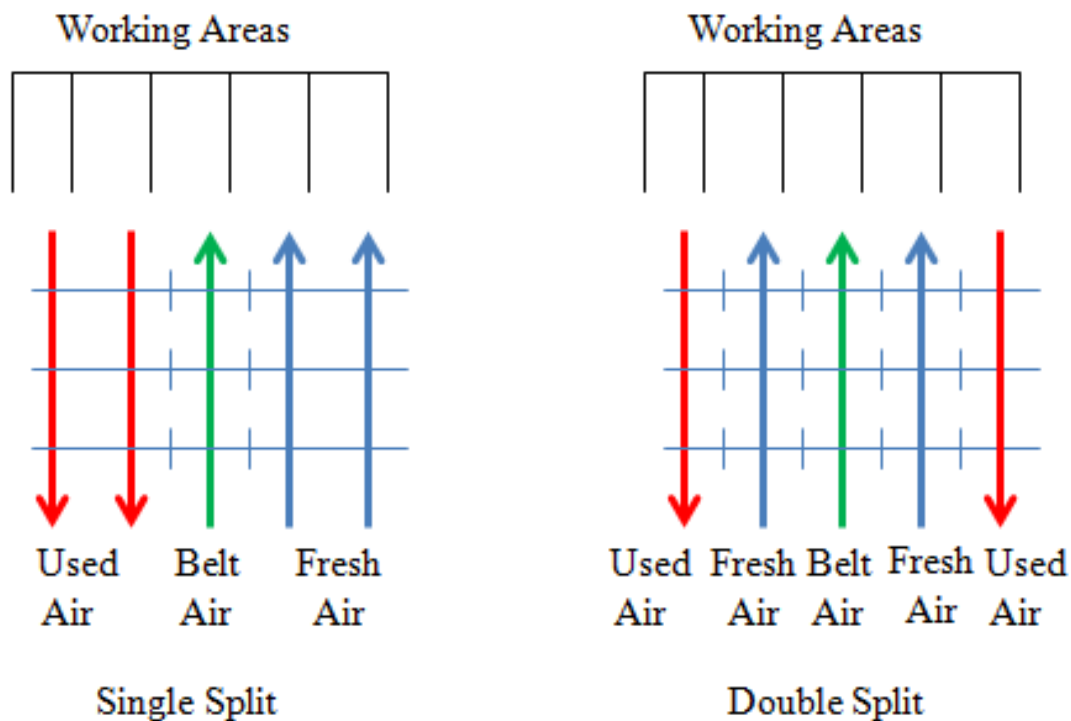 Working Areas
Used Air
Belt Air
Fresh Air
Single Split
Working Areas
Used Air
Fresh Air
Belt Air
Fresh Air
Used Air
Double Split